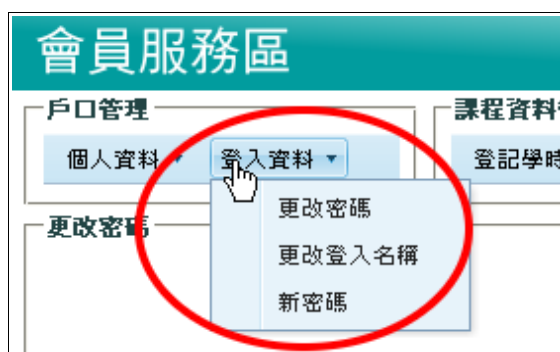 會員服務區
戶口管理
課程資料
個人資料
登入資料
登記學時
更改密碼
更改密碼
更改登入名稱
新密碼